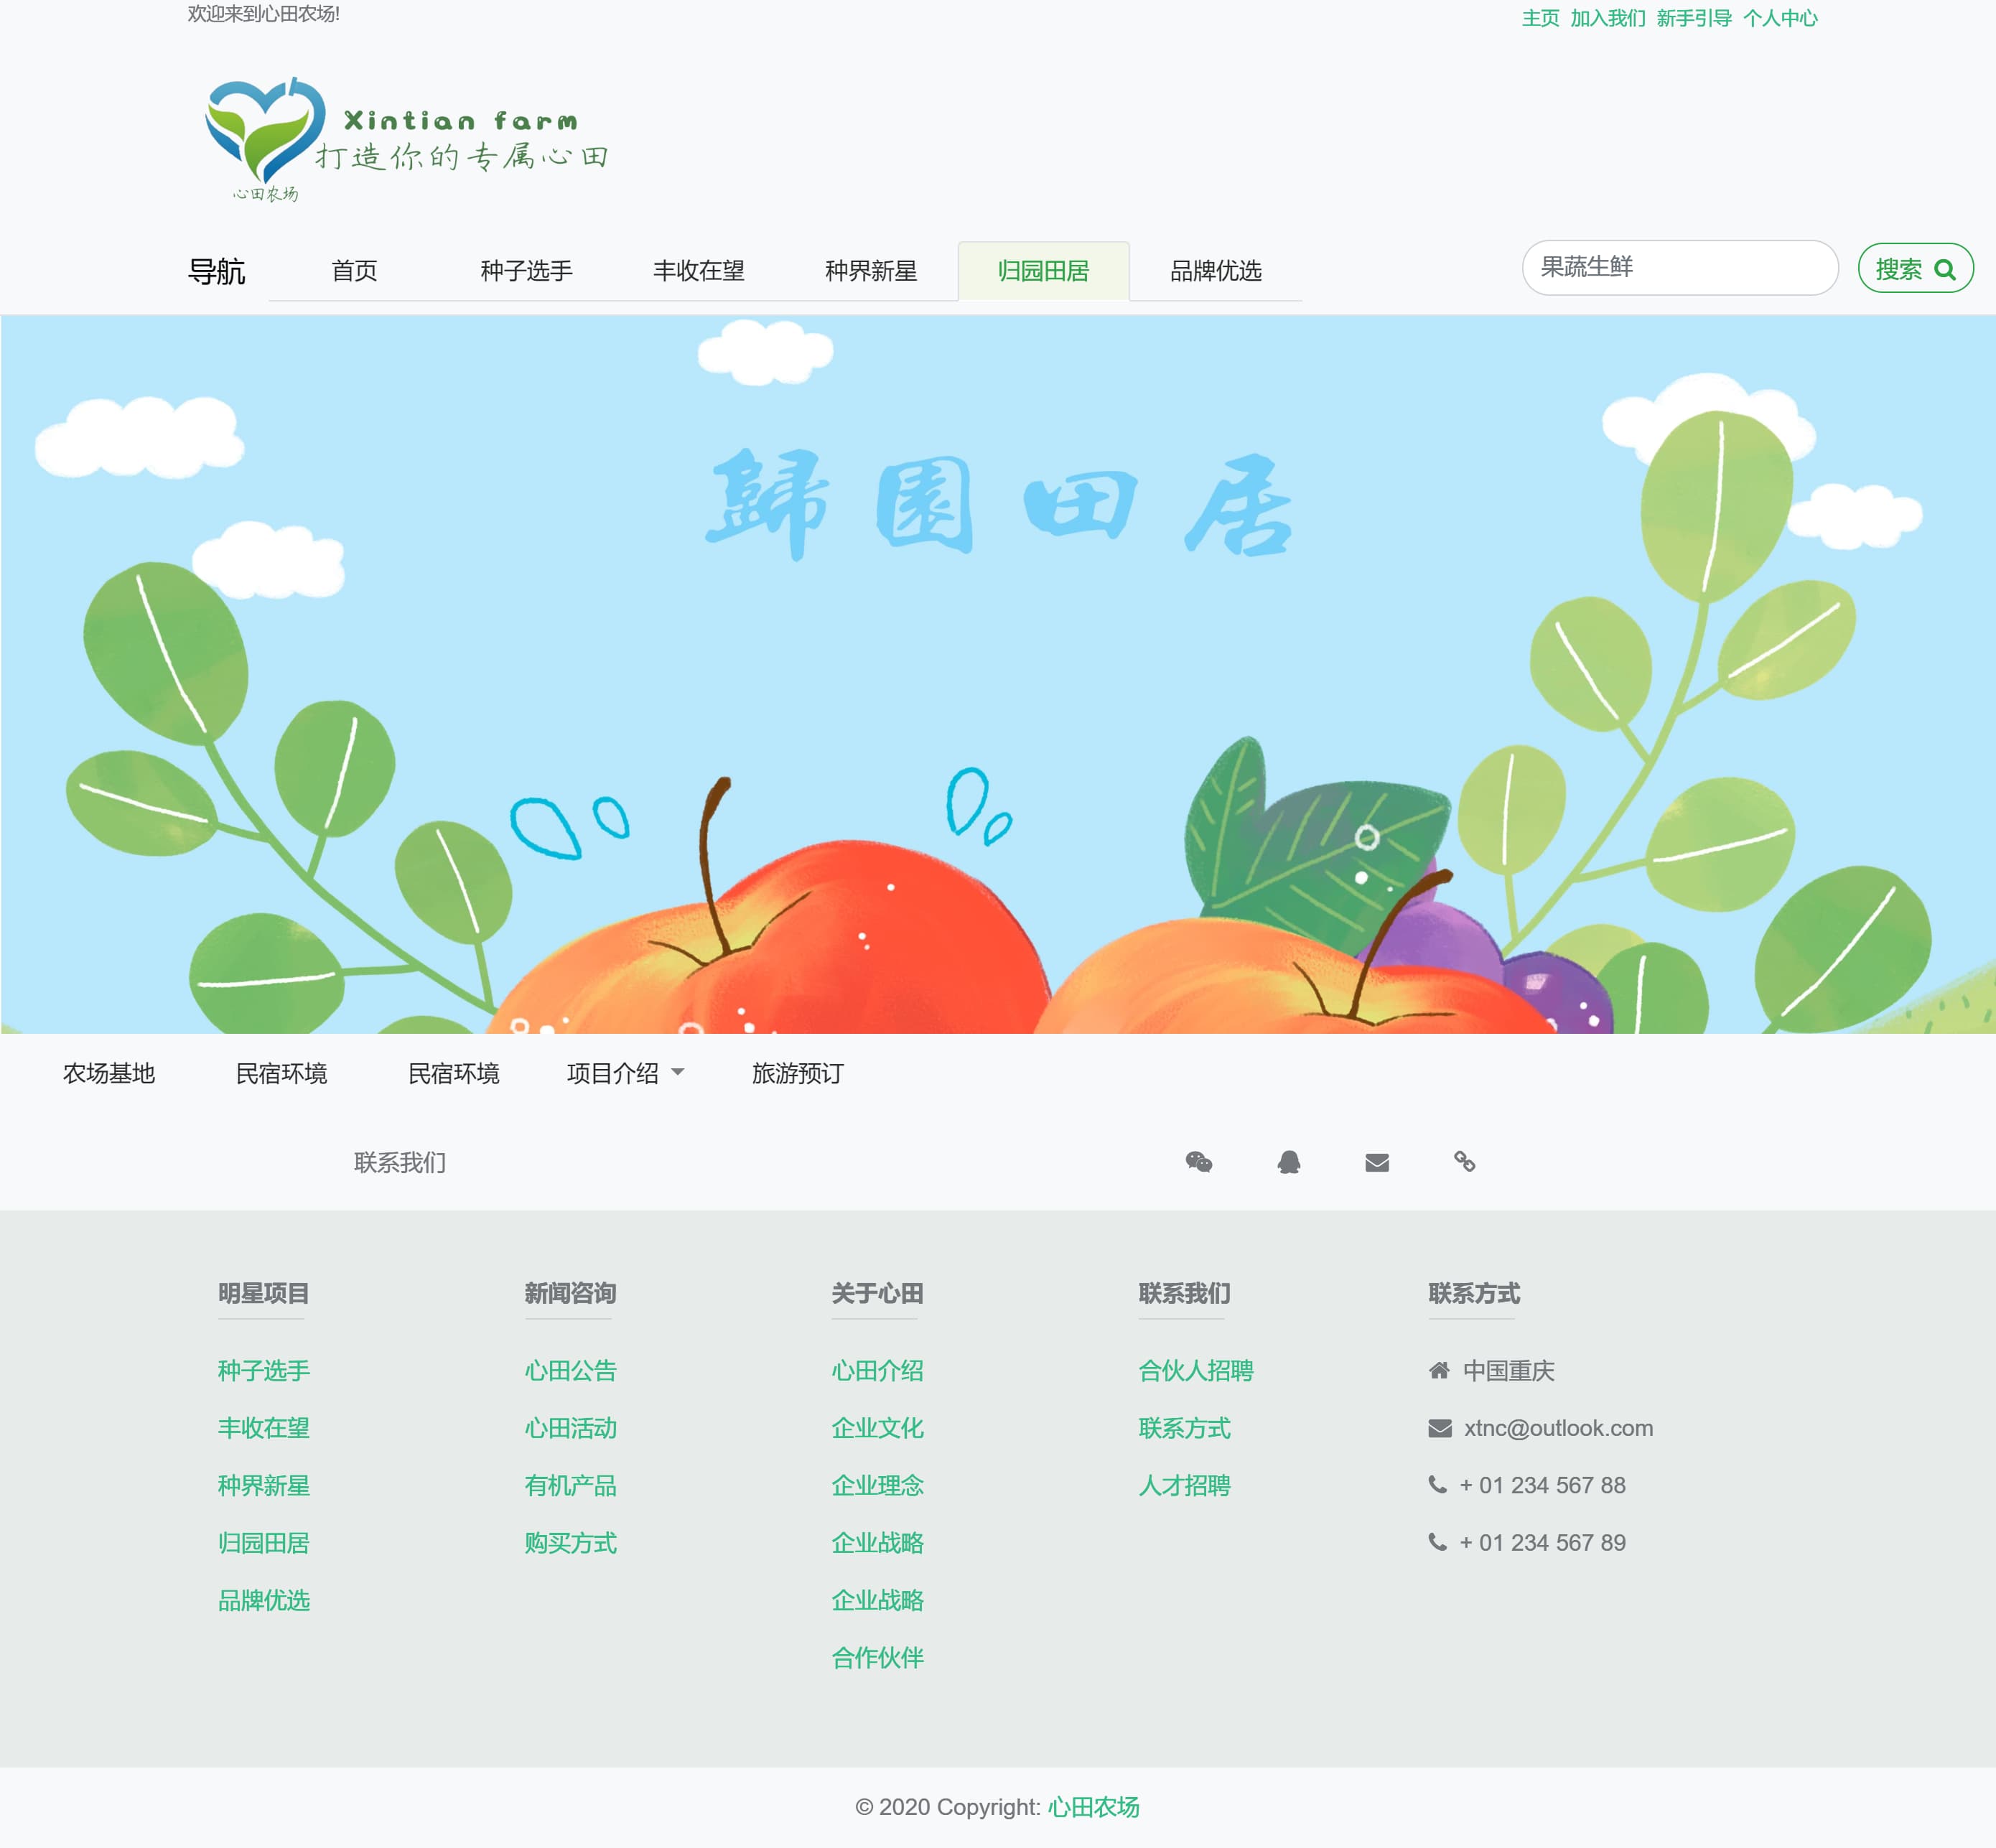 欢迎来到心田农场!
主页 加入我们 新手引导 个人中心
Xintian farm
打造你的专属心田
心田农场
导航 首页 种子选手 丰收在望 种界新星 归园田居 品牌优选 果蔬生鲜 搜索
歸園田居
农场基地 民宿环境 民宿环境 项目介绍 旅游预订
联系我们
明星项目 新闻咨询 关于心田 联系我们 联系方式
种子选手 心田公告 心田介绍 合伙人招聘 中国重庆
丰收在望 心田活动 企业文化 联系方式 xtnc@outlook.com
种界新星 有机产品 企业理念 人才招聘 + 01 234 567 88
归园田居 购买方式 企业战略 + 01 234 567 89
品牌优选 企业战略
合作伙伴
© 2020 Copyright: 心田农场